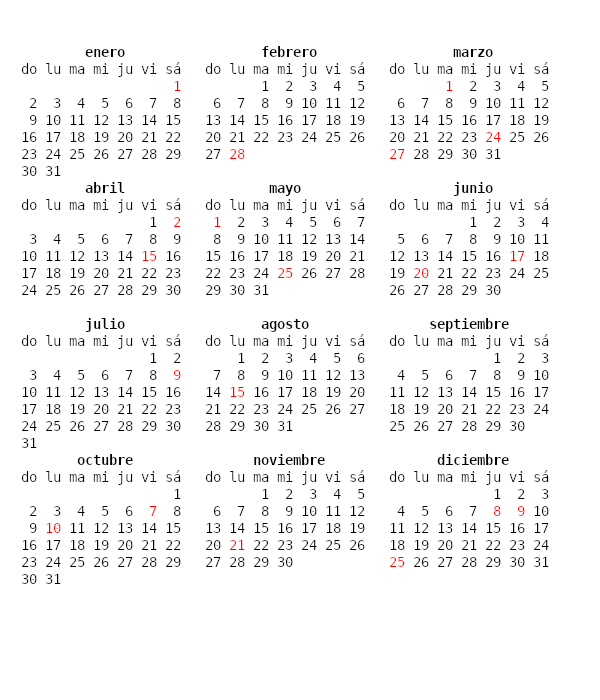 enero febrero marzo
do lu ma mi ju vi sá do lu ma mi ju vi sá do lu ma mi ju vi sá
1 1 2 3 4 5 1 2 3 4 5
2 3 4 5 6 7 8 6 7 8 9 10 11 12 6 7 8 9 10 11 12
9 10 11 12 13 14 15 13 14 15 16 17 18 19 13 14 15 16 17 18 19
16 17 18 19 20 21 22 20 21 22 23 24 25 26 20 21 22 23 24 25 26
23 24 25 26 27 28 29 27 28 27 28 29 30 31
30 31
abril mayo junio
do lu ma mi ju vi sá do lu ma mi ju vi sá do lu ma mi ju vi sá
1 2 1 2 3 4 5 6 7 1 2 3 4
3 4 5 6 7 8 9 8 9 10 11 12 13 14 5 6 7 8 9 10 11
10 11 12 13 14 15 16 15 16 17 18 19 20 21 12 13 14 15 16 17 18
17 18 19 20 21 22 23 22 23 24 25 26 27 28 19 20 21 22 23 24 25
24 25 26 27 28 29 30 29 30 31 26 27 28 29 30
julio agosto septiembre
do lu ma mi ju vi sá do lu ma mi ju vi sá do lu ma mi ju vi sá
1 2 1 2 3 4 5 6 1 2 3
3 4 5 6 7 8 9 7 8 9 10 11 12 13 4 5 6 7 8 9 10
10 11 12 13 14 15 16 14 15 16 17 18 19 20 11 12 13 14 15 16 17
17 18 19 20 21 22 23 21 22 23 24 25 26 27 18 19 20 21 22 23 24
24 25 26 27 28 29 30 28 29 30 31 25 26 27 28 29 30
31
octubre noviembre diciembre
do lu ma mi ju vi sá do lu ma mi ju vi sá do lu ma mi ju vi sá
1 1 2 3 4 5 1 2 3
2 3 4 5 6 7 8 6 7 8 9 10 11 12 4 5 6 7 8 9 10
9 10 11 12 13 14 15 13 14 15 16 17 18 19 11 12 13 14 15 16 17
16 17 18 19 20 21 22 20 21 22 23 24 25 26 18 19 20 21 22 23 24
23 24 25 26 27 28 29 27 28 29 30 25 26 27 28 29 30 31
30 31